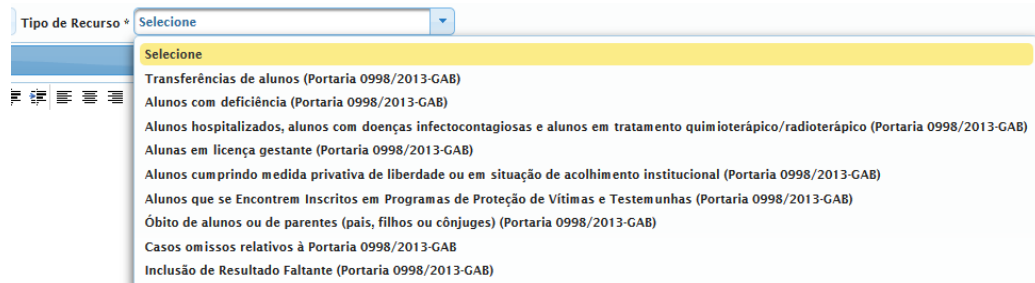 Tipo de Recurso * Selecione
Selecione
Transferências de alunos (Portaria 0998/2013-GAB)
Alunos com deficiência (Portaria 0998/2013-GAB)
Alunos hospitalizados, alunos com doenças infectocontagiosas e alunos em tratamento quimioterápico/radioterápico (Portaria 0998/2013-GAB)
Alunas em licença gestante (Portaria 0998/2013-GAB)
Alunos cumprindo medida privativa de liberdade ou em situação de acolhimento institucional (Portaria 0998/2013-GAB)
Alunos que se Encontrem Inscritos em Programas de Proteção de Vítimas e Testemunhas (Portaria 0998/2013-GAB)
Óbito de alunos ou de parentes (pais, filhos ou cônjuges) (Portaria 0998/2013-GAB)
Casos omissos relativos à Portaria 0998/2013-GAB
Inclusão de Resultado Faltante (Portaria 0998/2013-GAB)